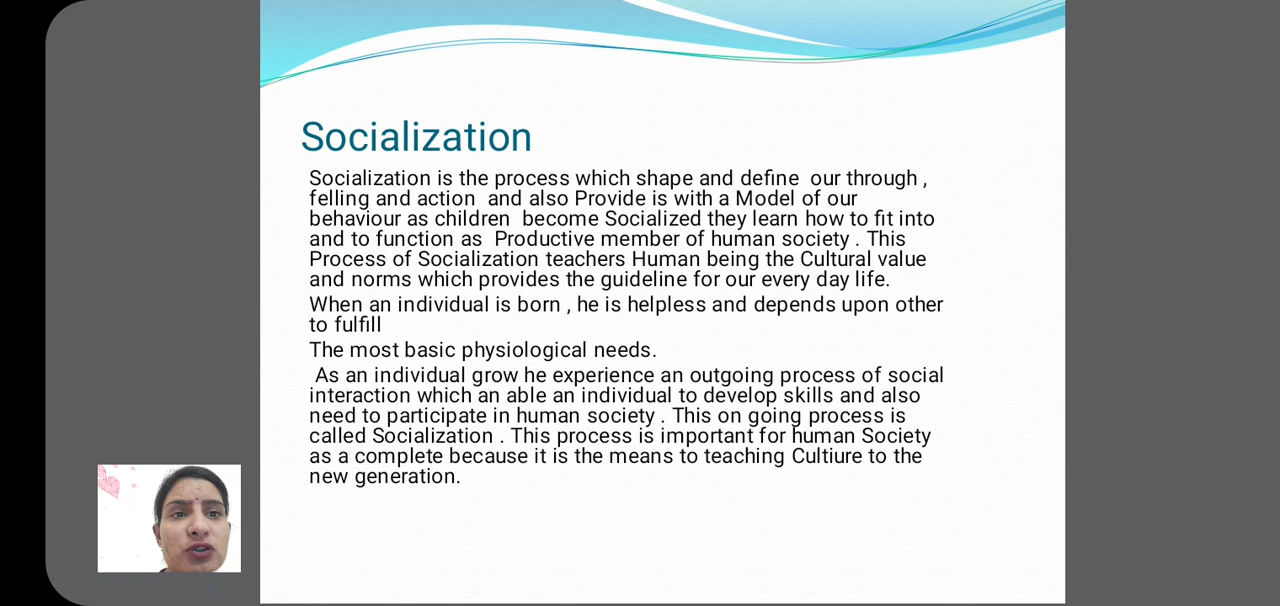 Socialization
Socialization is the process which shape and define  our through ,
felling and action  and also Provide is with a Model of our
behaviour as children  become Socialized they learn how to fit into
and to function as  Productive member of human society . This
Process of Socialization teachers Human being the Cultural value
and norms which provides the guideline for our every day life.
When an individual is born , he is helpless and depends upon other
to fulfill
The most basic physiological needs.
As an individual grow he experience an outgoing process of social
interaction which an able an individual to develop skills and also
need to participate in human society . This on going process is
called Socialization . This process is important for human Society
as a complete because it is the means to teaching Cultiure to the
new generation.